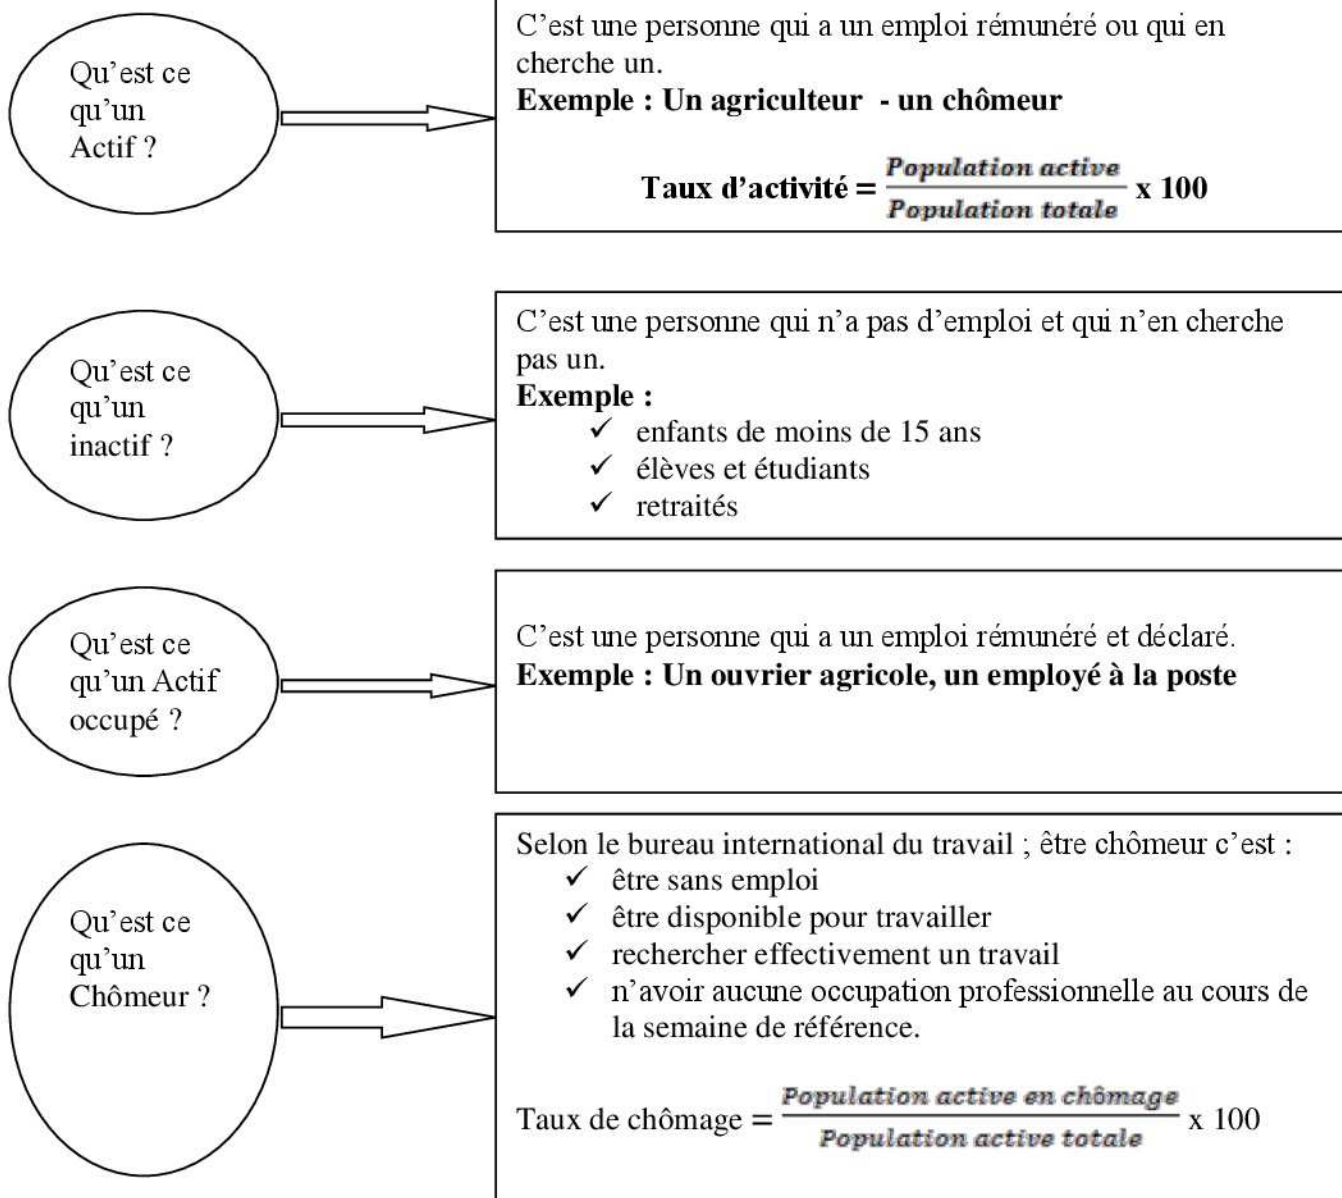 Qu’est ce
qu’un
Actif ?
C’est une personne qui a un emploi rémunéré ou qui en
cherche un.
Exemple : Un agriculteur - un chômeur
Taux d’activité = Population active / Population totale x 100
Qu’est ce
qu’un
inactif ?
C’est une personne qui n’a pas d’emploi et qui n’en cherche
pas un.
Exemple :
✓ enfants de moins de 15 ans
✓ élèves et étudiants
✓ retraités
Qu’est ce
qu’un Actif
occupé ?
C’est une personne qui a un emploi rémunéré et déclaré.
Exemple : Un ouvrier agricole, un employé à la poste
Qu’est ce
qu’un
Chômeur ?
Selon le bureau international du travail ; être chômeur c’est :
✓ être sans emploi
✓ être disponible pour travailler
✓ rechercher effectivement un travail
✓ n’avoir aucune occupation professionnelle au cours de
la semaine de référence.
Taux de chômage = Population active en chômage / Population active totale x 100